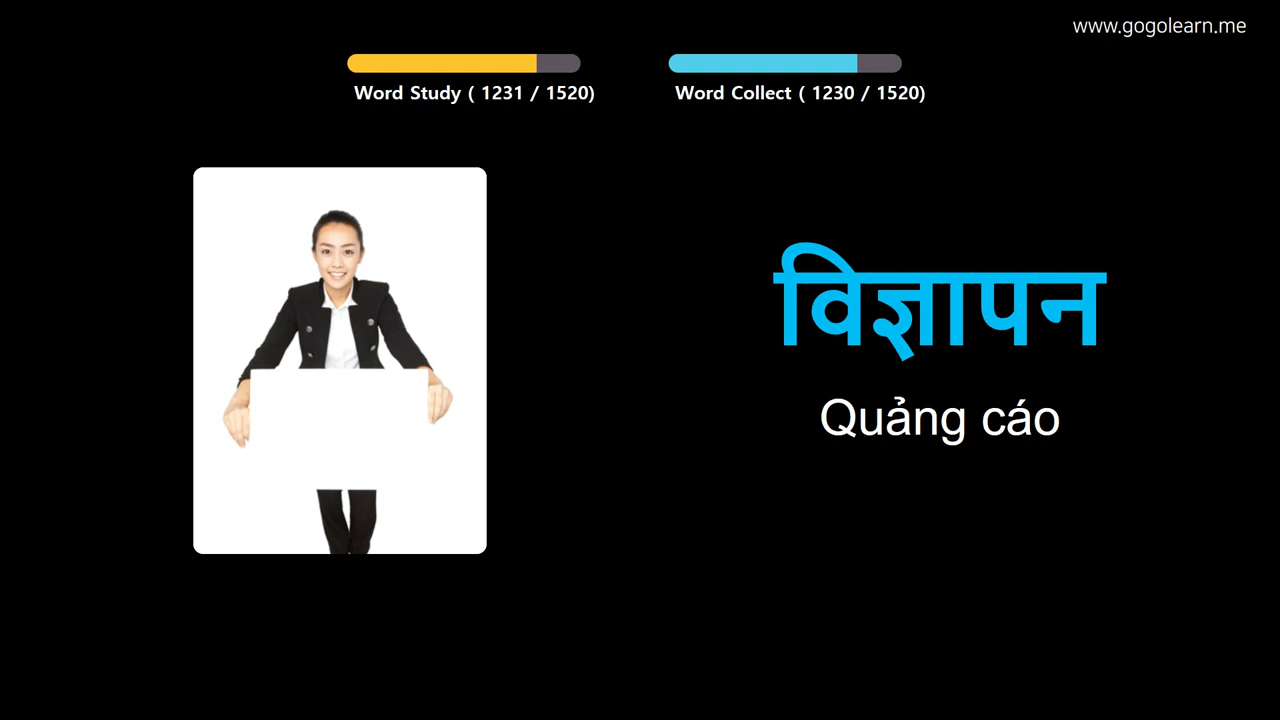 www.gogolearn.me
Word Study ( 1231 / 1520)
Word Collect ( 1230 / 1520)
विज्ञापन
Quảng cáo